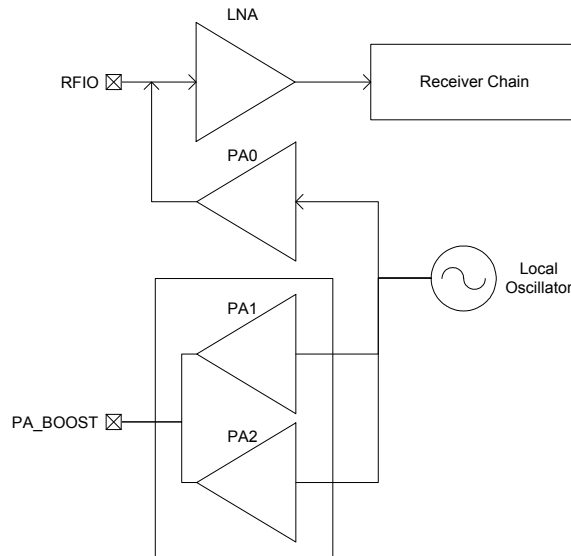 LNA
RFIO
Receiver Chain
PA0
Local
Oscillator
PA1
PA_BOOST
PA2